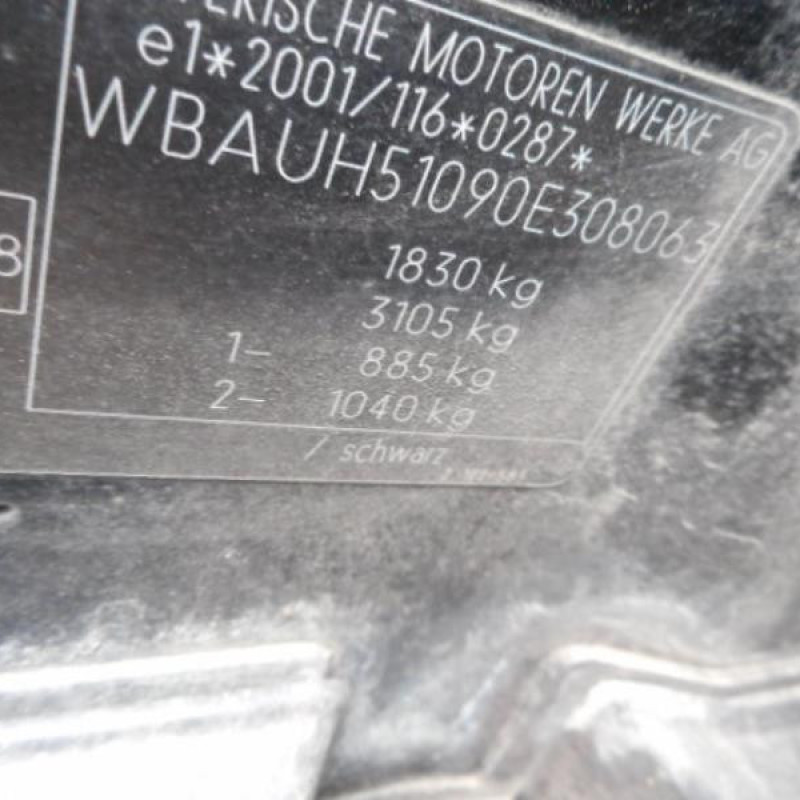 ERISCHE MOTOREN WERKE AG
e1*2001/116*0287*
WBAUH51090E308063
8
1830 kg
3105 kg
1- 885 kg
2- 1040 kg
/ schwarz